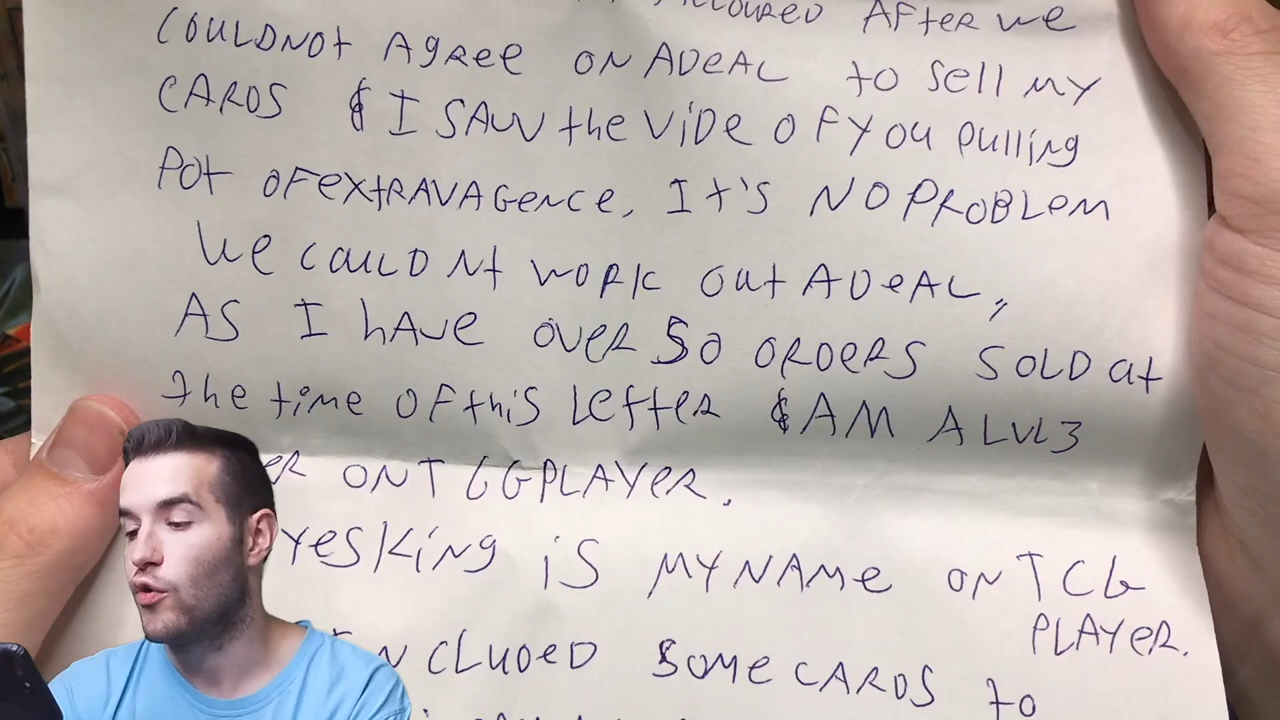 AFTER WE
COULDNOT AGREE ON A DEAL to Sell MY
CARDS & I SAW the VIDE OF YOU pulling
Pot OF EXtRAVAGENCE. It'S NO PROBLEM
We COULDNt WORK Out A DEAL,
AS I hAVe OVER 50 ORDERS SOLD at
the time OF this Letter & AM A LVL3
ER ON TCGPLAYER.
YESKing iS MY NAMe ON TCG
PLAYER.
NCLUDED SOME CARDS to